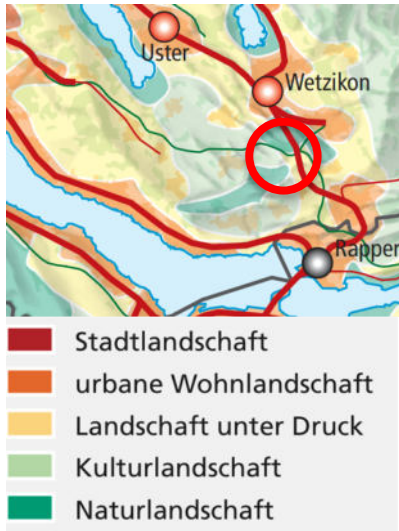 Uster
Wetzikon
Rapper
Stadtlandschaft
urbane Wohnlandschaft
Landschaft unter Druck
Kulturlandschaft
Naturlandschaft